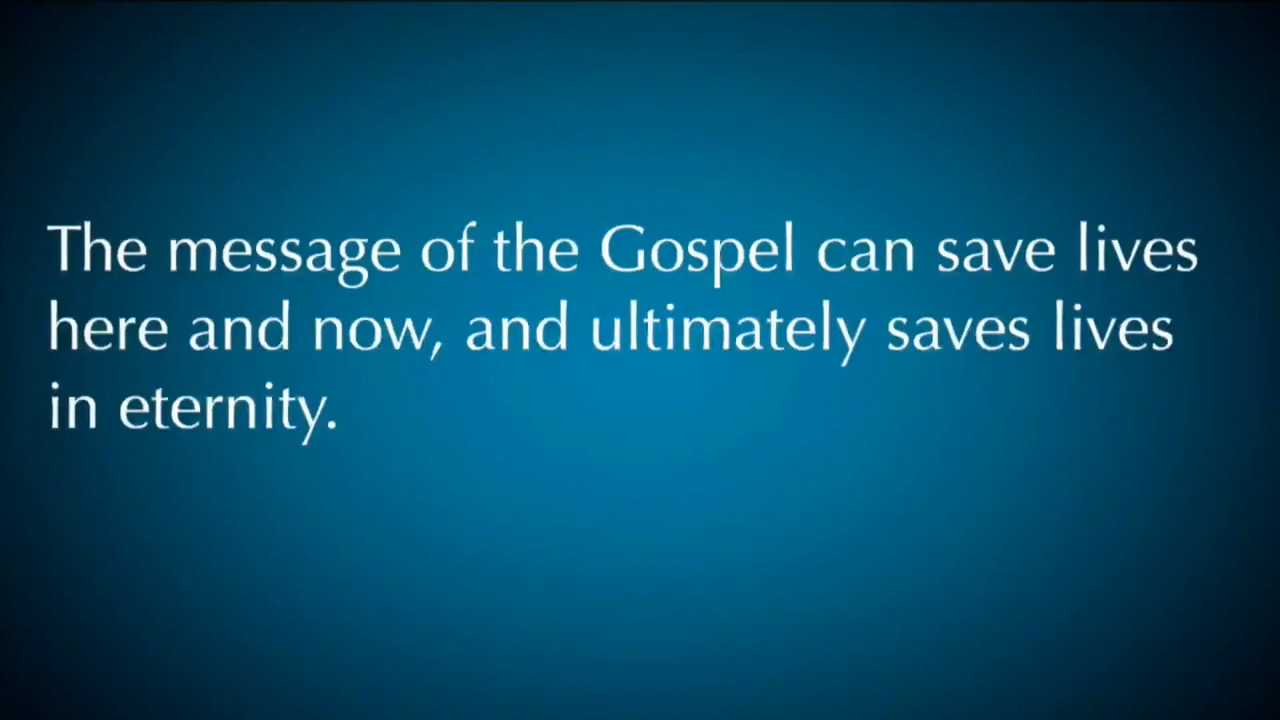 The message of the Gospel can save lives
here and now, and ultimately saves lives
in eternity.